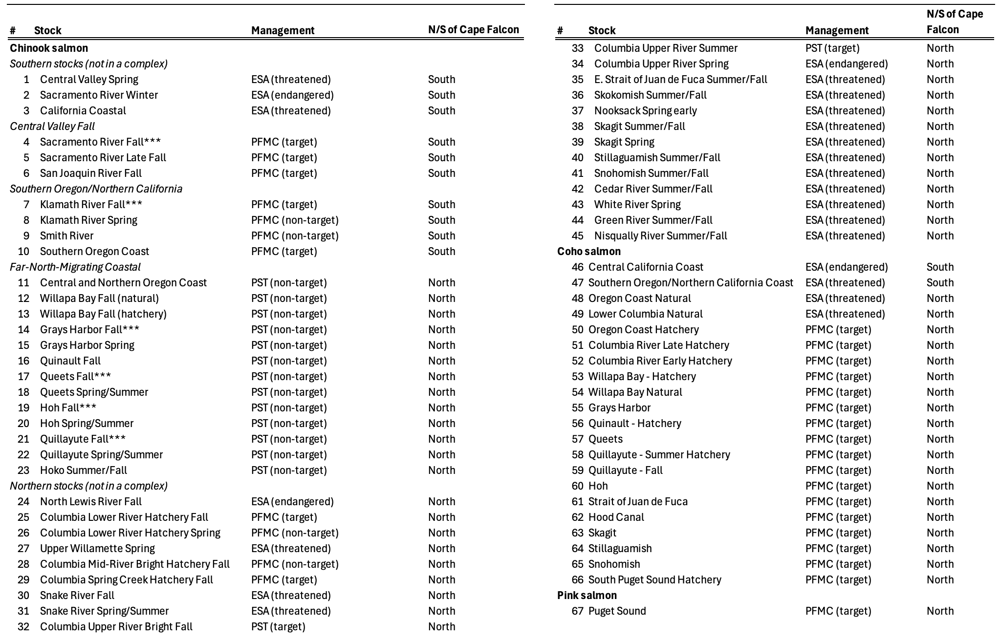 # Stock Management N/S of Cape Falcon
Chinook salmon
Southern stocks (not in a complex)
1 Central Valley Spring ESA (threatened) South
2 Sacramento River Winter ESA (endangered) South
3 California Coastal ESA (threatened) South
Central Valley Fall
4 Sacramento River Fall*** PFMC (target) South
5 Sacramento River Late Fall PFMC (target) South
6 San Joaquin River Fall PFMC (target) South
Southern Oregon/Northern California
7 Klamath River Fall*** PFMC (target) South
8 Klamath River Spring PFMC (non-target) South
9 Smith River PFMC (non-target) South
10 Southern Oregon Coast PFMC (target) South
Far-North-Migrating Coastal
11 Central and Northern Oregon Coast PST (non-target) North
12 Willapa Bay Fall (natural) PST (non-target) North
13 Willapa Bay Fall (hatchery) PST (non-target) North
14 Grays Harbor Fall*** PST (non-target) North
15 Grays Harbor Spring PST (non-target) North
16 Quinault Fall PST (non-target) North
17 Queets Fall*** PST (non-target) North
18 Queets Spring/Summer PST (non-target) North
19 Hoh Fall*** PST (non-target) North
20 Hoh Spring/Summer PST (non-target) North
21 Quillayute Fall*** PST (non-target) North
22 Quillayute Spring/Summer PST (non-target) North
23 Hoko Summer/Fall PST (non-target) North
Northern stocks (not in a complex)
24 North Lewis River Fall ESA (endangered) North
25 Columbia Lower River Hatchery Fall PFMC (target) North
26 Columbia Lower River Hatchery Spring PFMC (non-target) North
27 Upper Willamette Spring ESA (threatened) North
28 Columbia Mid-River Bright Hatchery Fall PFMC (non-target) North
29 Columbia Spring Creek Hatchery Fall PFMC (target) North
30 Snake River Fall ESA (threatened) North
31 Snake River Spring/Summer ESA (threatened) North
32 Columbia Upper River Bright Fall PST (target) North
N/S of Cape
# Stock Management Falcon
33 Columbia Upper River Summer PST (target) North
34 Columbia Upper River Spring ESA (endangered) North
35 E. Strait of Juan de Fuca Summer/Fall ESA (threatened) North
36 Skokomish Summer/Fall ESA (threatened) North
37 Nooksack Spring early ESA (threatened) North
38 Skagit Summer/Fall ESA (threatened) North
39 Skagit Spring ESA (threatened) North
40 Stillaguamish Summer/Fall ESA (threatened) North
41 Snohomish Summer/Fall ESA (threatened) North
42 Cedar River Summer/Fall ESA (threatened) North
43 White River Spring ESA (threatened) North
44 Green River Summer/Fall ESA (threatened) North
45 Nisqually River Summer/Fall ESA (threatened) North
Coho salmon
46 Central California Coast ESA (endangered) South
47 Southern Oregon/Northern California Coast ESA (threatened) South
48 Oregon Coast Natural ESA (threatened) North
49 Lower Columbia Natural ESA (threatened) North
50 Oregon Coast Hatchery PFMC (target) North
51 Columbia River Late Hatchery PFMC (target) North
52 Columbia River Early Hatchery PFMC (target) North
53 Willapa Bay - Hatchery PFMC (target) North
54 Willapa Bay Natural PFMC (target) North
55 Grays Harbor PFMC (target) North
56 Quinault - Hatchery PFMC (target) North
57 Queets PFMC (target) North
58 Quillayute - Summer Hatchery PFMC (target) North
59 Quillayute - Fall PFMC (target) North
60 Hoh PFMC (target) North
61 Strait of Juan de Fuca PFMC (target) North
62 Hood Canal PFMC (target) North
63 Skagit PFMC (target) North
64 Stillaguamish PFMC (target) North
65 Snohomish PFMC (target) North
66 South Puget Sound Hatchery PFMC (target) North
Pink salmon
67 Puget Sound PFMC (target) North